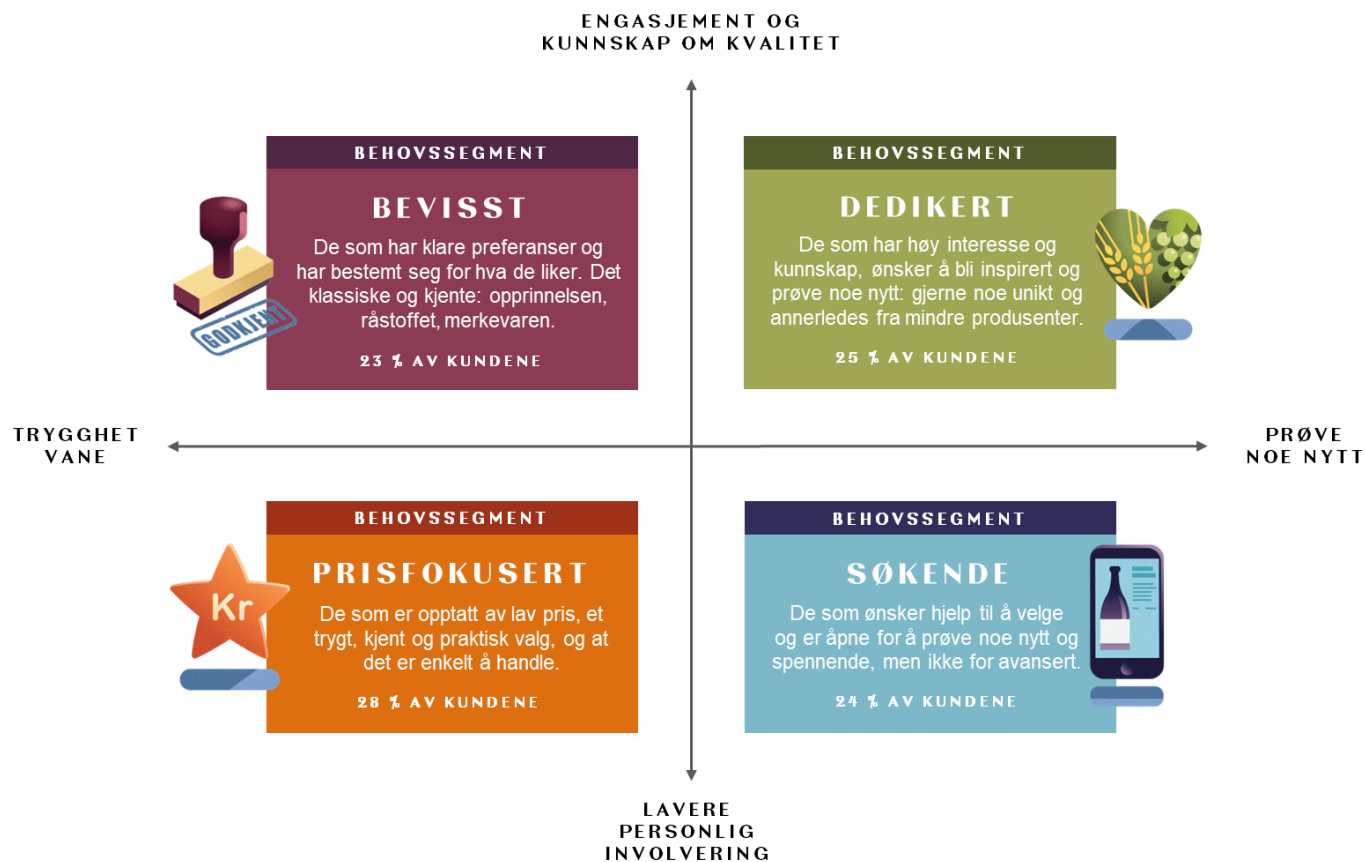 ENGASJEMENT OG
KUNNSKAP OM KVALITET
BEHOVSSEGMENT
BEVISST
De som har klare preferanser og
har bestemt seg for hva de liker. Det
klassiske og kjente: opprinnelsen,
råstoffet, merkevaren.
23 % AV KUNDENE
GODKJENT
BEHOVSSEGMENT
DEDIKERT
De som har høy interesse og
kunnskap, ønsker å bli inspirert og
prøve noe nytt: gjerne noe unikt og
annerledes fra mindre produsenter.
25 % AV KUNDENE
TRYGGHET
VANE
PRØVE
NOE NYTT
BEHOVSSEGMENT
PRISFOKUSERT
De som er opptatt av lav pris, et
trygt, kjent og praktisk valg, og at
det er enkelt å handle.
28 % AV KUNDENE
Kr
BEHOVSSEGMENT
SØKENDE
De som ønsker hjelp til å velge
og er åpne for å prøve noe nytt og
spennende, men ikke for avansert.
24 % AV KUNDENE
LAVERE
PERSONLIG
INVOLVERING